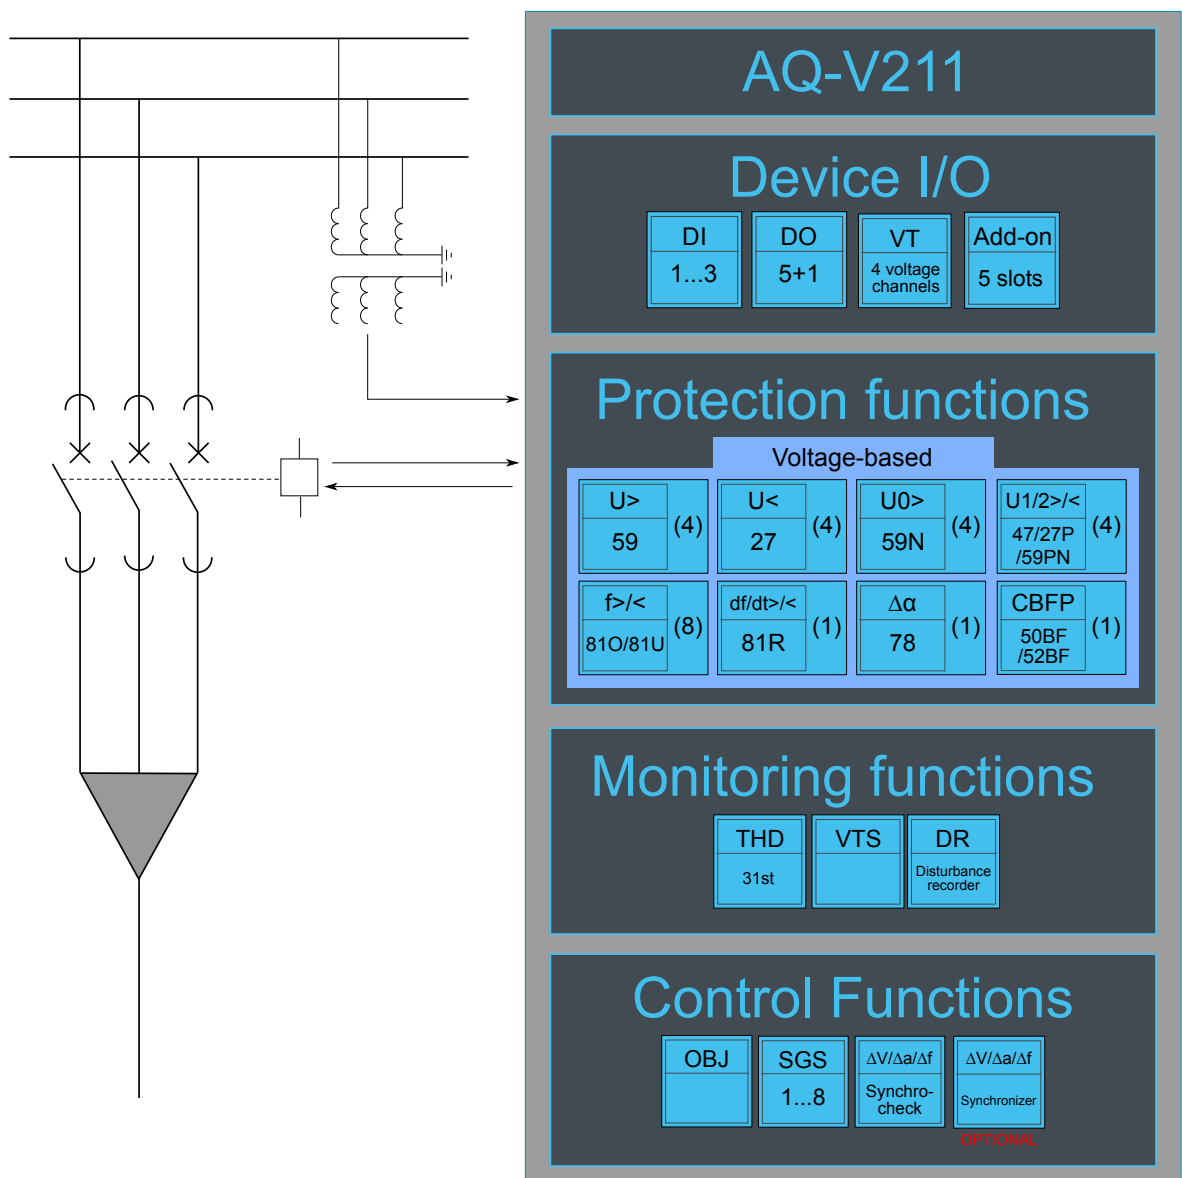 AQ-V211
Device I/O
DI
1...3
DO
5+1
VT
4 voltage
channels
Add-on
5 slots
Protection functions
Voltage-based
U>
59
(4)
U<
27
(4)
U0>
59N
(4)
U1/2>/<
47/27P
/59PN
(4)
f>/<
81O/81U
(8)
df/dt>/<
81R
(1)
Δα
78
(1)
CBFP
50BF
/52BF
(1)
Monitoring functions
THD
31st
VTS
DR
Disturbance
recorder
Control Functions
OBJ
SGS
1...8
ΔV/Δa/Δf
Synchro-
check
ΔV/Δa/Δf
Synchronizer
OPTIONAL